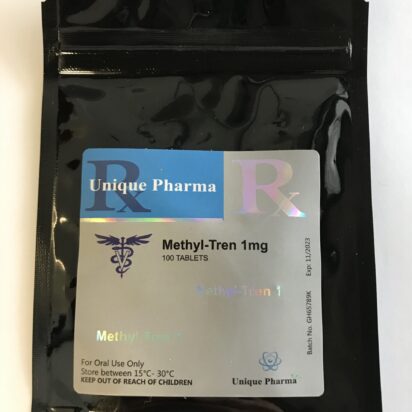 Rx Rx
Unique Pharma
Methyl-Tren 1mg
100 TABLETS
Methyl-Tren 1
Methyl-Tren 1
For Oral Use Only
Store between 15°C- 30°C
KEEP OUT OF REACH OF CHILDREN
Unique Pharma
Batch No. GH65789K Exp: 11/2023